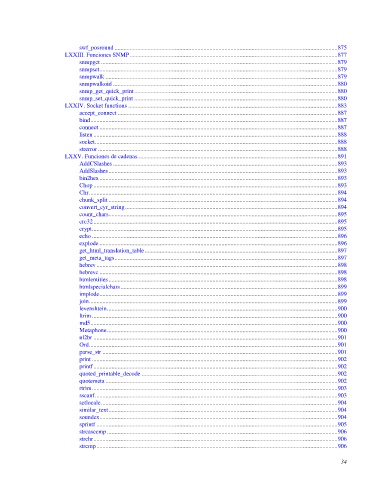 swf_posround ........ 875
LXXIII. Funciones SNMP ........ 877
snmpget ........ 879
snmpset ........ 879
snmpwalk ........ 879
snmpwalkoid ........ 880
snmp_get_quick_print ........ 880
snmp_set_quick_print ........ 880
LXXIV. Socket functions ........ 883
accept_connect ........ 887
bind ........ 887
connect ........ 887
listen ........ 888
socket ........ 888
strerror ........ 888
LXXV. Funciones de cadenas ........ 891
AddCSlashes ........ 893
AddSlashes ........ 893
bin2hex ........ 893
Chop ........ 893
Chr ........ 894
chunk_split ........ 894
convert_cyr_string ........ 894
count_chars ........ 895
crc32 ........ 895
crypt ........ 895
echo ........ 896
explode ........ 896
get_html_translation_table ........ 897
get_meta_tags ........ 897
hebrev ........ 898
hebrevc ........ 898
htmlentities ........ 898
htmlspecialchars ........ 899
implode ........ 899
join ........ 899
levenshtein ........ 900
ltrim ........ 900
md5 ........ 900
Metaphone ........ 900
nl2br ........ 901
Ord ........ 901
parse_str ........ 901
print ........ 902
printf ........ 902
quoted_printable_decode ........ 902
quotemeta ........ 902
rtrim ........ 903
sscanf ........ 903
setlocale ........ 904
similar_text ........ 904
soundex ........ 904
sprintf ........ 905
strcasecmp ........ 906
strchr ........ 906
strcmp ........ 906
34